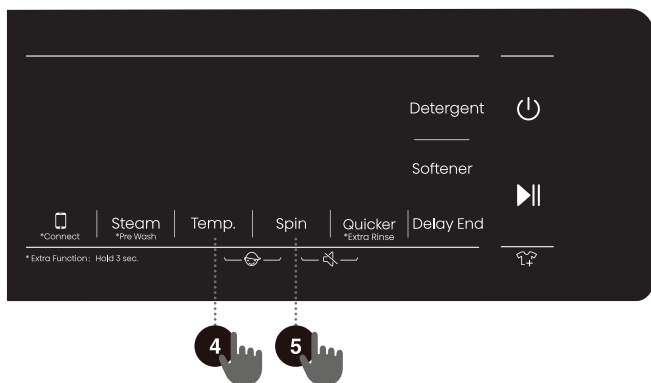 Detergent
Softener
*Connect
Steam
*Pre Wash
Temp.
Spin
Quicker
*Extra Rinse
Delay End
* Extra Function : Hold 3 sec.
4
5